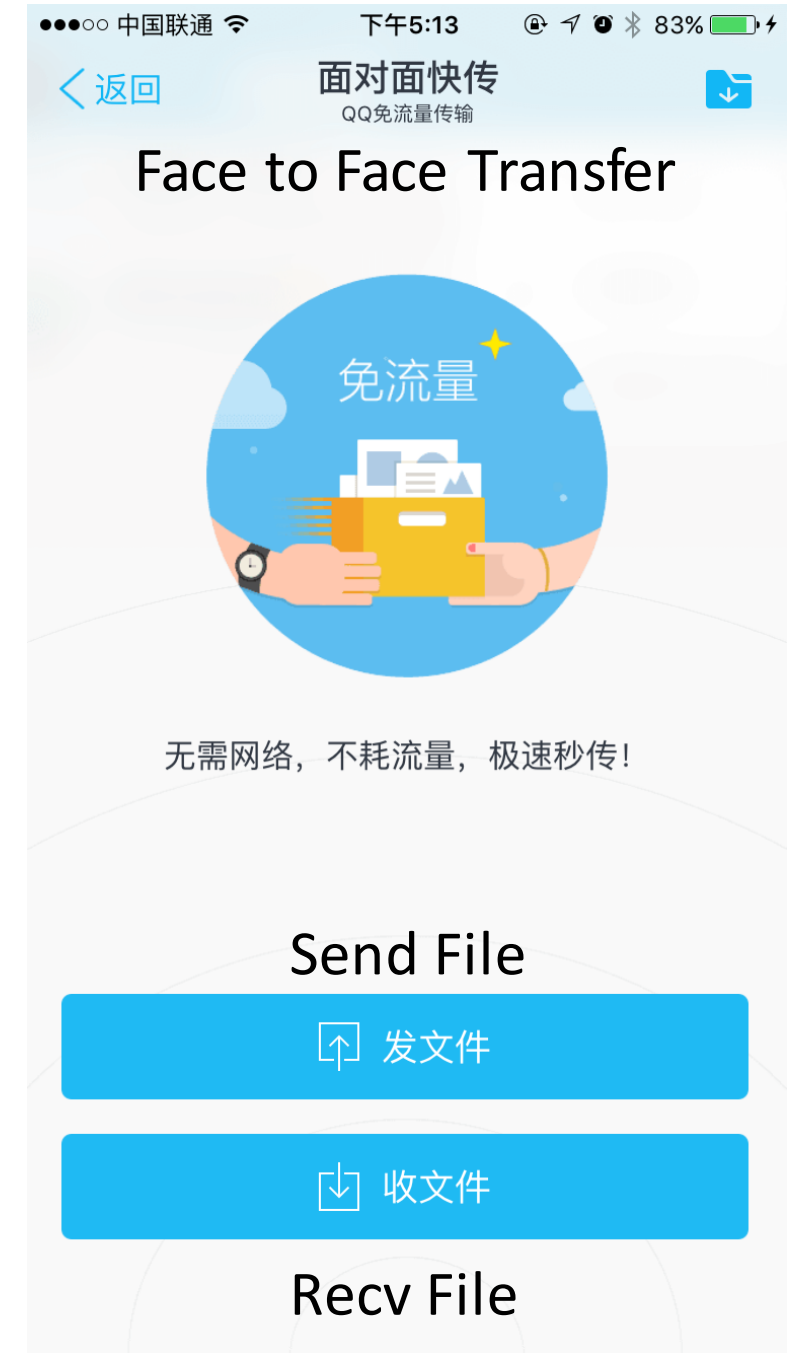 中国联通 下午5:13 83%
返回 面对面快传
QQ免流量传输
Face to Face Transfer
免流量
无需网络，不耗流量，极速秒传！
Send File
发文件
收文件
Recv File